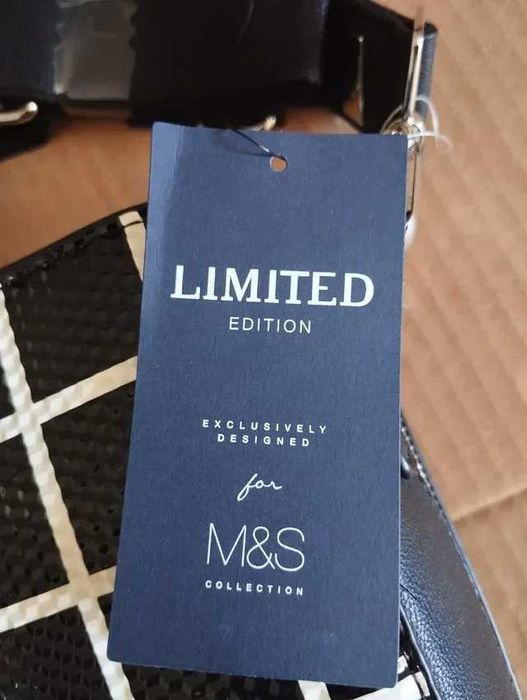 LIMITED
EDITION
EXCLUSIVELY
DESIGNED
for
M&S
COLLECTION